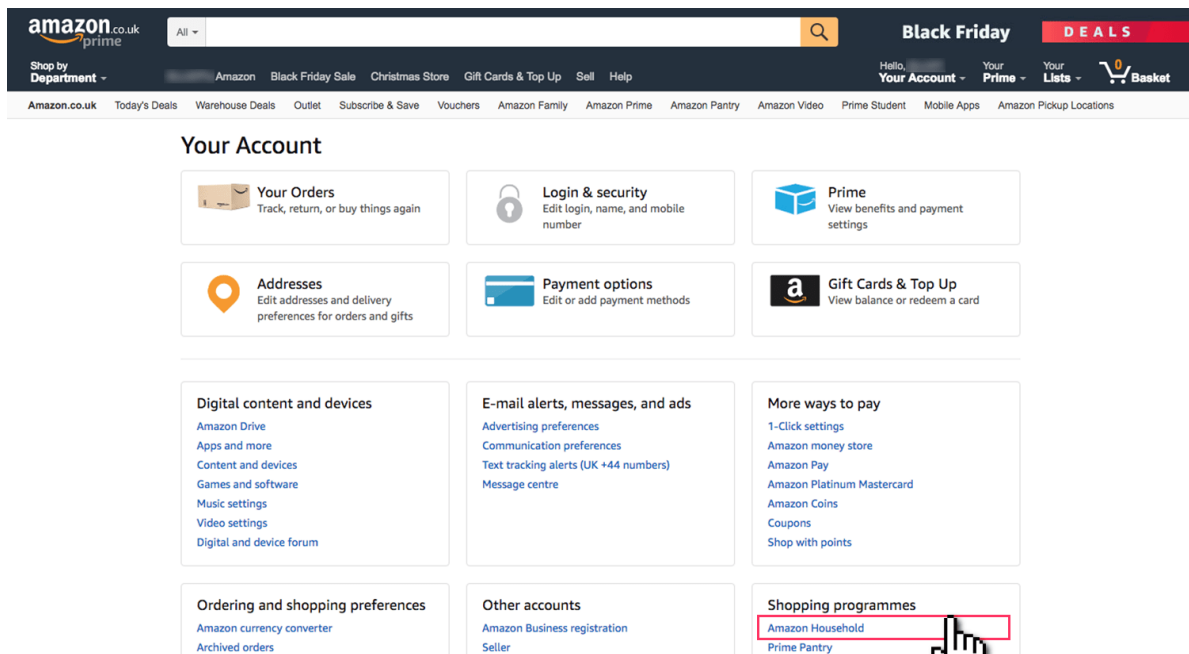 amazon.co.uk
prime
All
Black Friday
DEALS
Shop by
Department
Amazon
Black Friday Sale
Christmas Store
Gift Cards & Top Up
Sell
Help
Hello,
Your Account
Your
Prime
Your
Lists
0
Basket
Amazon.co.uk
Today's Deals
Warehouse Deals
Outlet
Subscribe & Save
Vouchers
Amazon Family
Amazon Prime
Amazon Pantry
Amazon Video
Prime Student
Mobile Apps
Amazon Pickup Locations
Your Account
Your Orders
Track, return, or buy things again
Login & security
Edit login, name, and mobile
number
Prime
View benefits and payment
settings
Addresses
Edit addresses and delivery
preferences for orders and gifts
Payment options
Edit or add payment methods
a
Gift Cards & Top Up
View balance or redeem a card
Digital content and devices
Amazon Drive
Apps and more
Content and devices
Games and software
Music settings
Video settings
Digital and device forum
E-mail alerts, messages, and ads
Advertising preferences
Communication preferences
Text tracking alerts (UK +44 numbers)
Message centre
More ways to pay
1-Click settings
Amazon money store
Amazon Pay
Amazon Platinum Mastercard
Amazon Coins
Coupons
Shop with points
Ordering and shopping preferences
Amazon currency converter
Archived orders
Other accounts
Amazon Business registration
Seller
Shopping programmes
Amazon Household
Prime Pantry